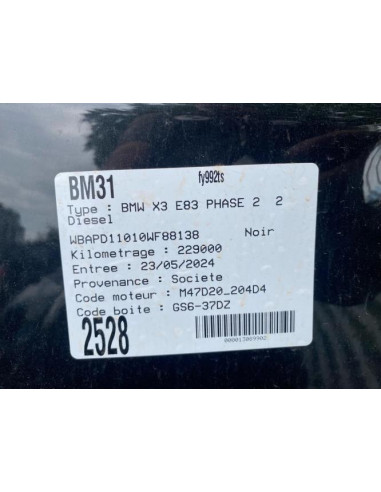 BM31 fy992ts
Type : BMW X3 E83 PHASE 2 2
Diesel
WBAPD11010WF88138 Noir
Kilometrage : 229000
Entree : 23/05/2024
Provenance : Societe
Code moteur : M47D20_204D4
Code boite : GS6-37DZ
2528